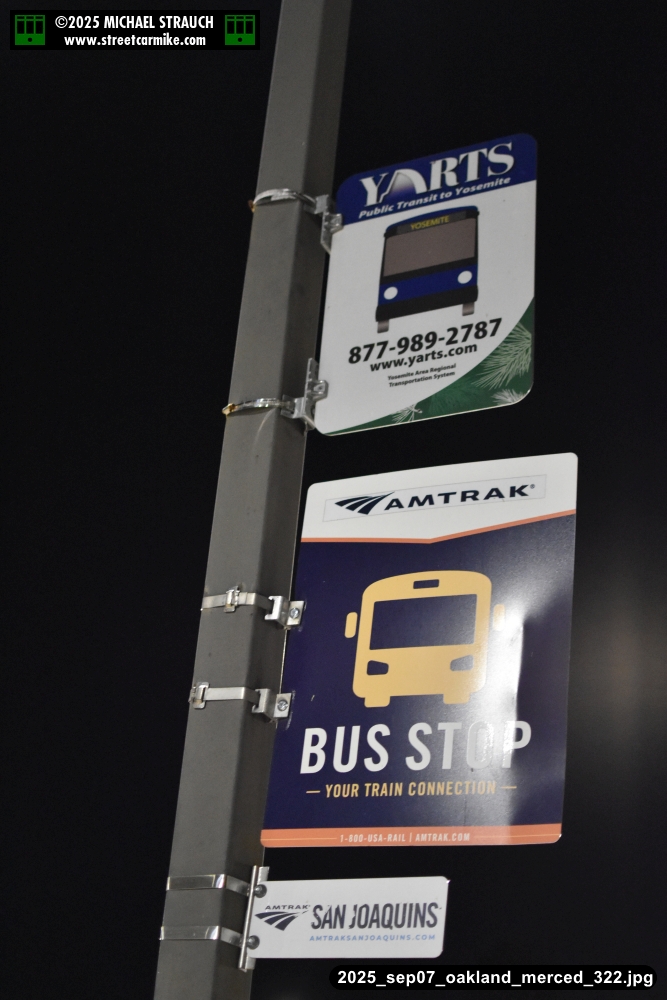 ©2025 MICHAEL STRAUCH
www.streetcarmike.com
YARTS
Public Transit to Yosemite
YOSEMITE
877-989-2787
www.yarts.com
Yosemite Area Regional
Transportation System
AMTRAK®
BUS STOP
— YOUR TRAIN CONNECTION —
1-800-USA-RAIL | AMTRAK.COM
AMTRAK
SAN JOAQUINS
AMTRAKSANJOAQUINS.COM
2025_sep07_oakland_merced_322.jpg